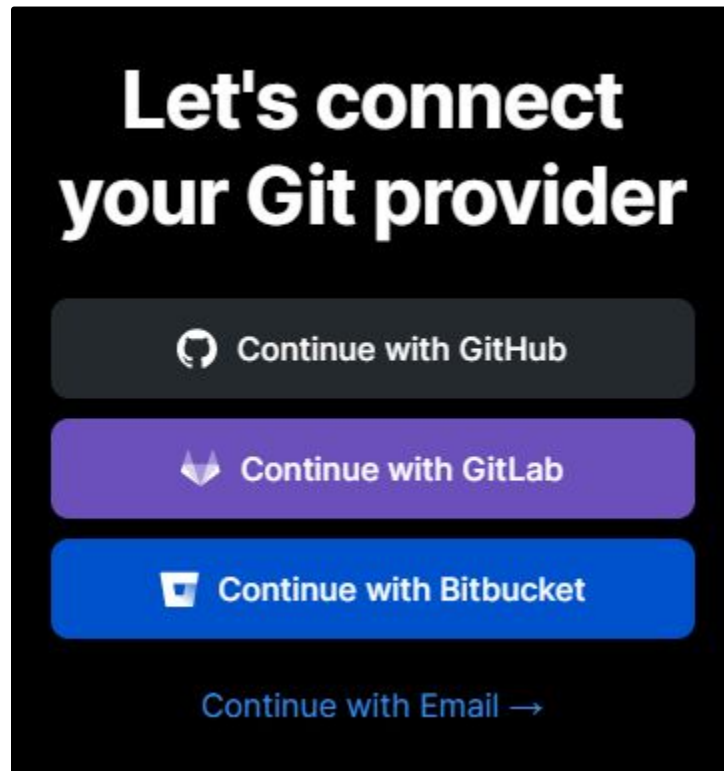 Let's connect
your Git provider
Continue with GitHub
Continue with GitLab
Continue with Bitbucket
Continue with Email →